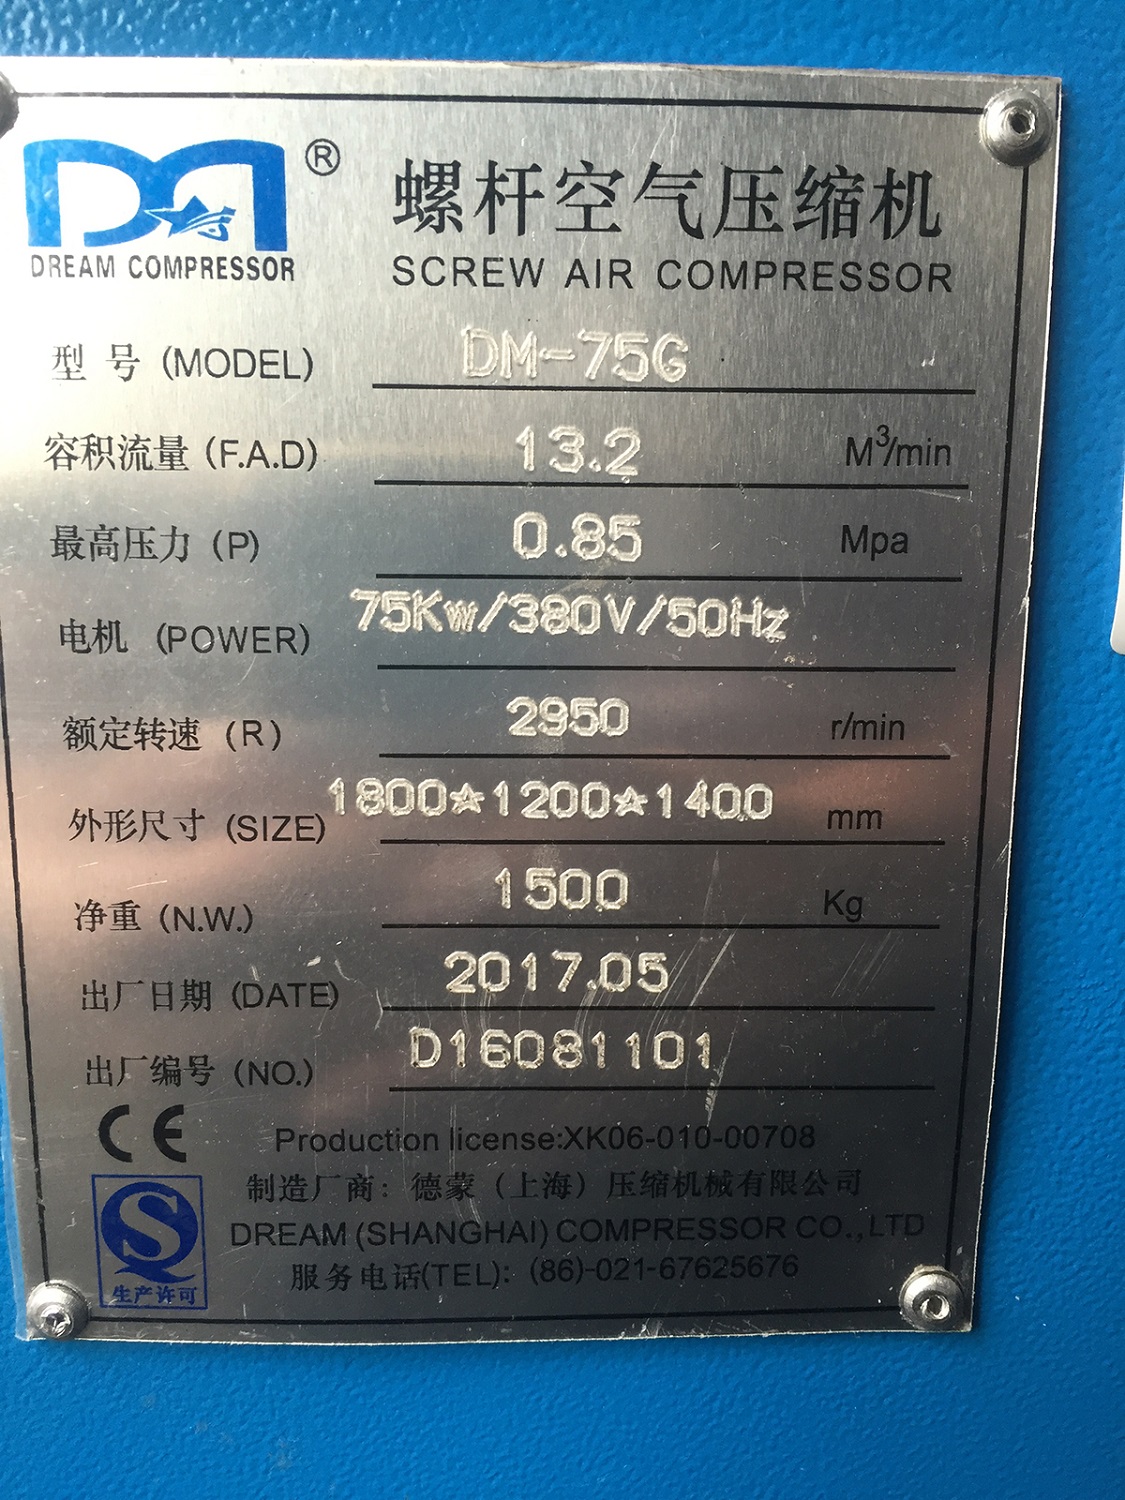 DM®
DREAM COMPRESSOR
螺杆空气压缩机
SCREW AIR COMPRESSOR
型号 (MODEL) DM-75G
容积流量 (F.A.D) 13.2 M³/min
最高压力 (P) 0.85 Mpa
电机 (POWER) 75Kw/380V/50Hz
额定转速 (R) 2950 r/min
外形尺寸 (SIZE) 1800*1200*1400 mm
净重 (N.W.) 1500 Kg
出厂日期 (DATE) 2017.05
出厂编号 (NO.) D16081101
CE Production license:XK06-010-00708
制造厂商：德蒙（上海）压缩机械有限公司
DREAM (SHANGHAI) COMPRESSOR CO.,LTD
服务电话(TEL): (86)-021-67625676
生产许可